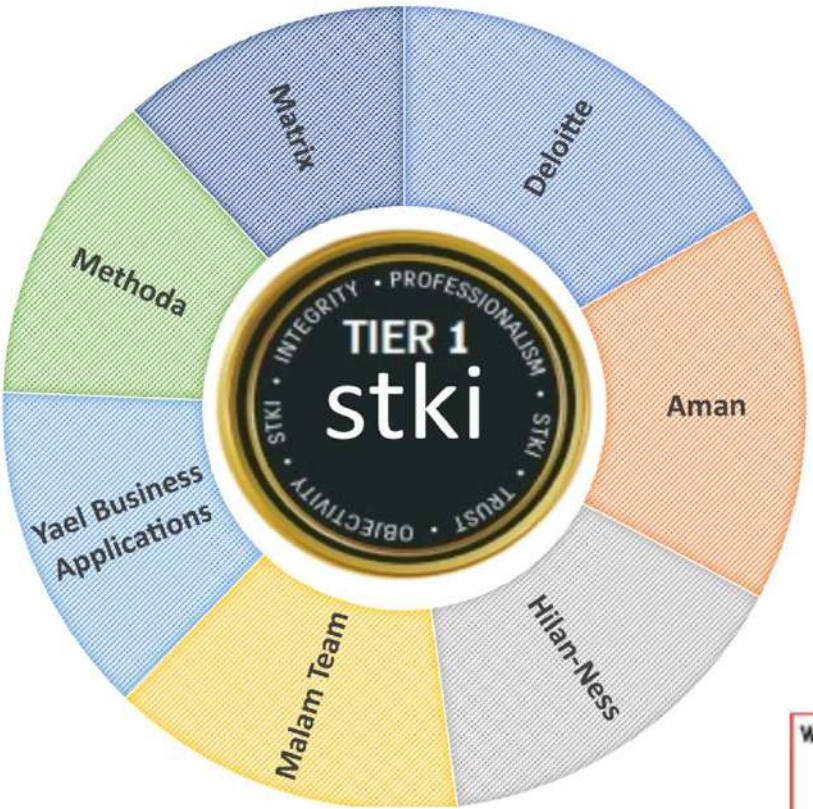 Matrix
Deloitte
Methoda
Aman
Yael Business
Applications
Malam Team
Hilan-Ness
TIER 1
stki
STKI • INTEGRITY • PROFESSIONALISM • STKI • TRUST • OBJECTIVITY •